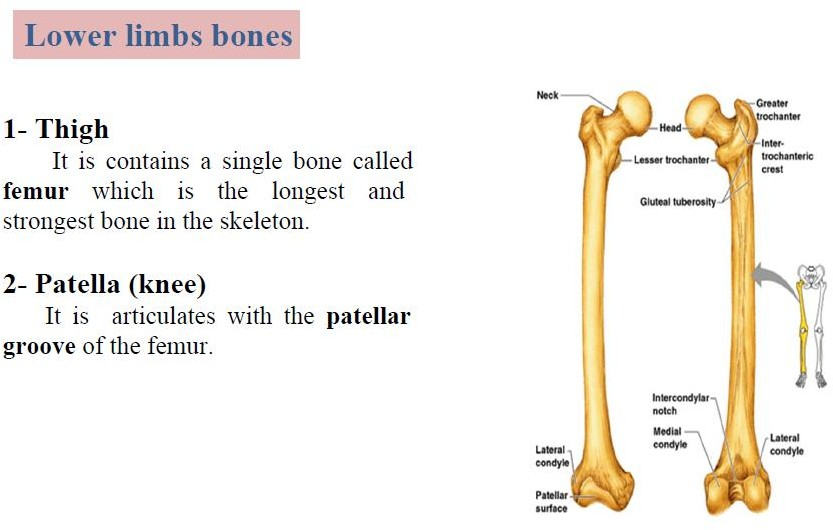 Lower limbs bones
1- Thigh
It is contains a single bone called
femur which is the longest and
strongest bone in the skeleton.
2- Patella (knee)
It is articulates with the patellar
groove of the femur.
Neck
Head
Lesser trochanter
Gluteal tuberosity
Greater
trochanter
Inter-
trochanteric
crest
Intercondylar
notch
Medial
condyle
Lateral
condyle
Lateral
condyle
Patellar
surface